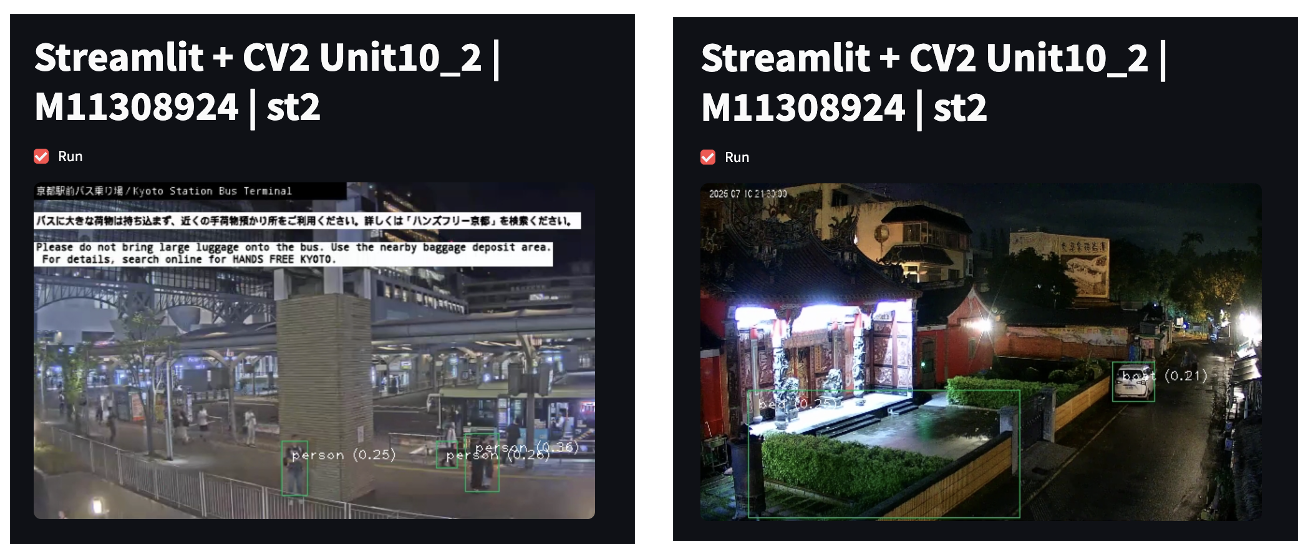 Streamlit + CV2 Unit10_2 |
M11308924 | st2
Run
京都駅前バス乗り場/Kyoto Station Bus Terminal
バスに大きな荷物は持ち込まず、近くの手荷物預かり所をご利用ください。詳しくは「ハンズフリー京都」を検索ください。
Please do not bring large luggage onto the bus. Use the nearby baggage deposit area.
For details, search online for HANDS FREE KYOTO.
person (0.36)
person (0.25)
person (0.26)
Streamlit + CV2 Unit10_2 |
M11308924 | st2
Run
boat (0.21)